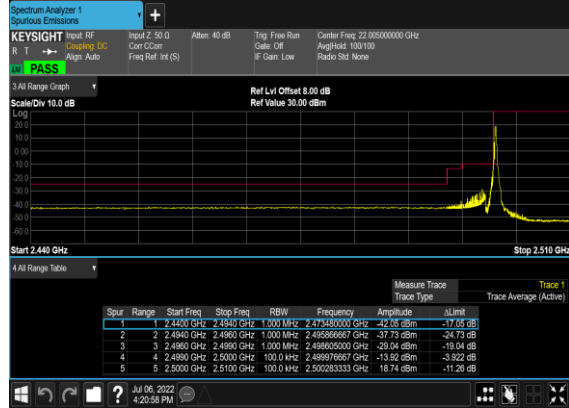 Spectrum Analyzer 1
Spurious Emissions
+
KEYSIGHT Input: RF Input Z: 50 Ω Atten: 40 dB Trig: Free Run Center Freq: 22.005000000 GHz
R T Coupling: DC Corr CCorr Gate: Off Avg|Hold: 100/100
Align: Auto Freq Ref: Int (S) IF Gain: Low Radio Std: None
PASS
3 All Range Graph
Ref Lvl Offset 8.00 dB
Scale/Div 10.0 dB Ref Value 30.00 dBm
Log
20.0
10.0
0.00
-10.0
-20.0
-30.0
-40.0
-50.0
-60.0
Start 2.440 GHz Stop 2.510 GHz
4 All Range Table
Measure Trace Trace 1
Trace Type Trace Average (Active)
Spur Range Start Freq Stop Freq RBW Frequency Amplitude ΔLimit
1 1 2.4400 GHz 2.4940 GHz 1.000 MHz 2.473480000 GHz -42.05 dBm -17.05 dB
2 2 2.4940 GHz 2.4960 GHz 1.000 MHz 2.495866667 GHz -37.73 dBm -24.73 dB
3 3 2.4960 GHz 2.4990 GHz 1.000 MHz 2.498605000 GHz -29.04 dBm -19.04 dB
4 4 2.4990 GHz 2.5000 GHz 100.0 kHz 2.499976667 GHz -13.92 dBm -3.922 dB
5 5 2.5000 GHz 2.5100 GHz 100.0 kHz 2.500283333 GHz 18.74 dBm -11.26 dB
?
Jul 06, 2022
4:20:58 PM